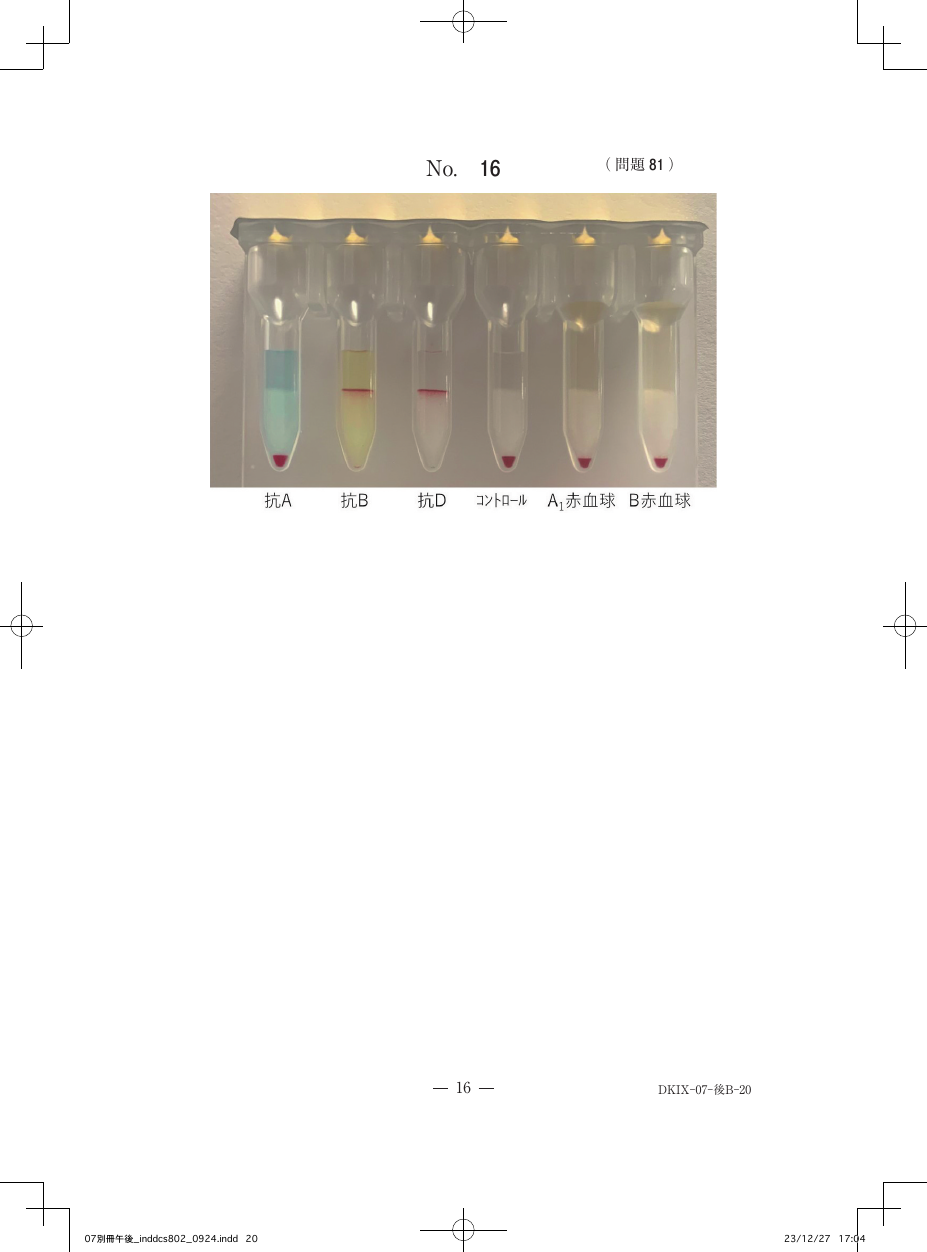 No. 16 （問題 81）
抗A 抗B 抗D ｺﾝﾄﾛｰﾙ A₁赤血球 B赤血球
— 16 —
DKIX-07-後B-20
07別冊午後_inddcs802_0924.indd 20
23/12/27 17:04